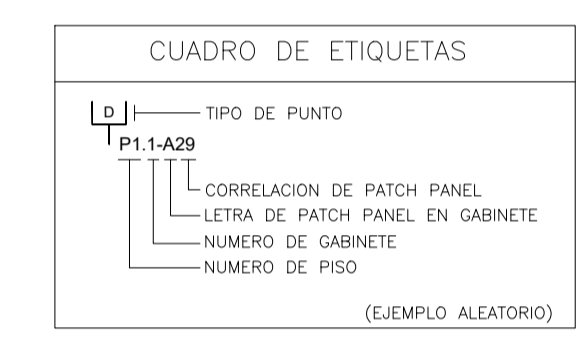 CUADRO DE ETIQUETAS
D
TIPO DE PUNTO
P1.1-A29
CORRELACION DE PATCH PANEL
LETRA DE PATCH PANEL EN GABINETE
NUMERO DE GABINETE
NUMERO DE PISO
(EJEMPLO ALEATORIO)